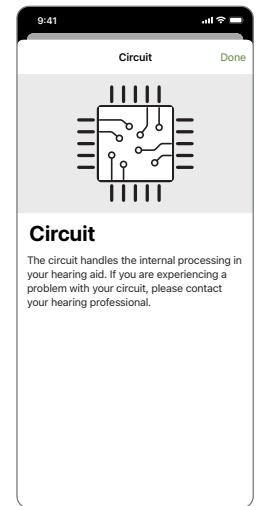 9:41
Circuit
Done
Circuit
The circuit handles the internal processing in
your hearing aid. If you are experiencing a
problem with your circuit, please contact
your hearing professional.